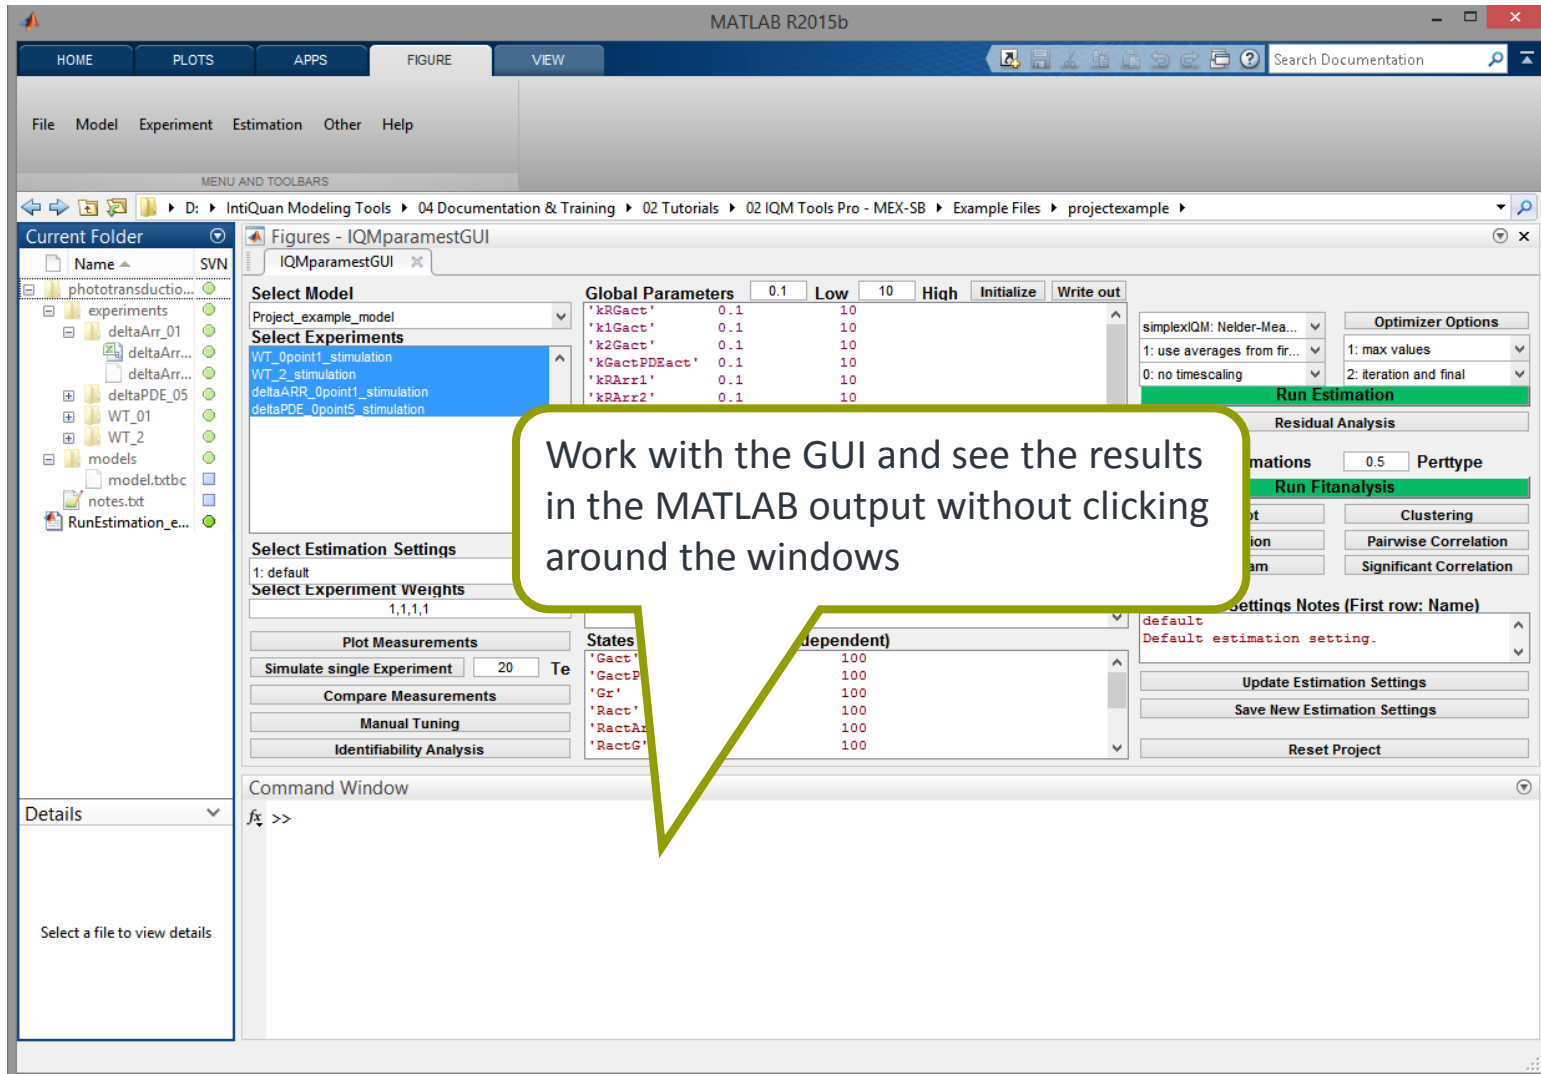 MATLAB R2015b
HOME PLOTS APPS FIGURE VIEW
Search Documentation
File Model Experiment Estimation Other Help
MENU AND TOOLBARS
D: IntiQuan Modeling Tools 04 Documentation & Training 02 Tutorials 02 IQM Tools Pro - MEX-SB Example Files projectexample
Current Folder
Name SVN
phototransductio...
experiments
deltaArr_01
deltaArr...
deltaArr...
deltaPDE_05
WT_01
WT_2
models
model.txtbc
notes.txt
RunEstimation_e...
Details
Select a file to view details
Figures - IQMparamestGUI
IQMparamestGUI
Select Model
Project_example_model
Select Experiments
WT_0point1_stimulation
WT_2_stimulation
deltaARR_0point1_stimulation
deltaPDE_0point5_stimulation
Select Estimation Settings
1: default
Select Experiment Weights
1,1,1,1
Plot Measurements
Simulate single Experiment 20 Te
Compare Measurements
Manual Tuning
Identifiability Analysis
Global Parameters 0.1 Low 10 High Initialize Write out
'kRGact' 0.1 10
'k1Gact' 0.1 10
'k2Gact' 0.1 10
'kGactPDEact' 0.1 10
'kRArr1' 0.1 10
'kRArr2' 0.1 10
Work with the GUI and see the results
in the MATLAB output without clicking
around the windows
States dependent)
'Gact' 100
'GactP 100
'Gr' 100
'Ract' 100
'RactAr 100
'RactG' 100
simplexIQM: Nelder-Mea... Optimizer Options
1: use averages from fir... 1: max values
0: no timescaling 2: iteration and final
Run Estimation
Residual Analysis
mations 0.5 Perttype
Run Fitanalysis
ot Clustering
ion Pairwise Correlation
am Significant Correlation
ettings Notes (First row: Name)
default
Default estimation setting.
Update Estimation Settings
Save New Estimation Settings
Reset Project
Command Window
fx >>